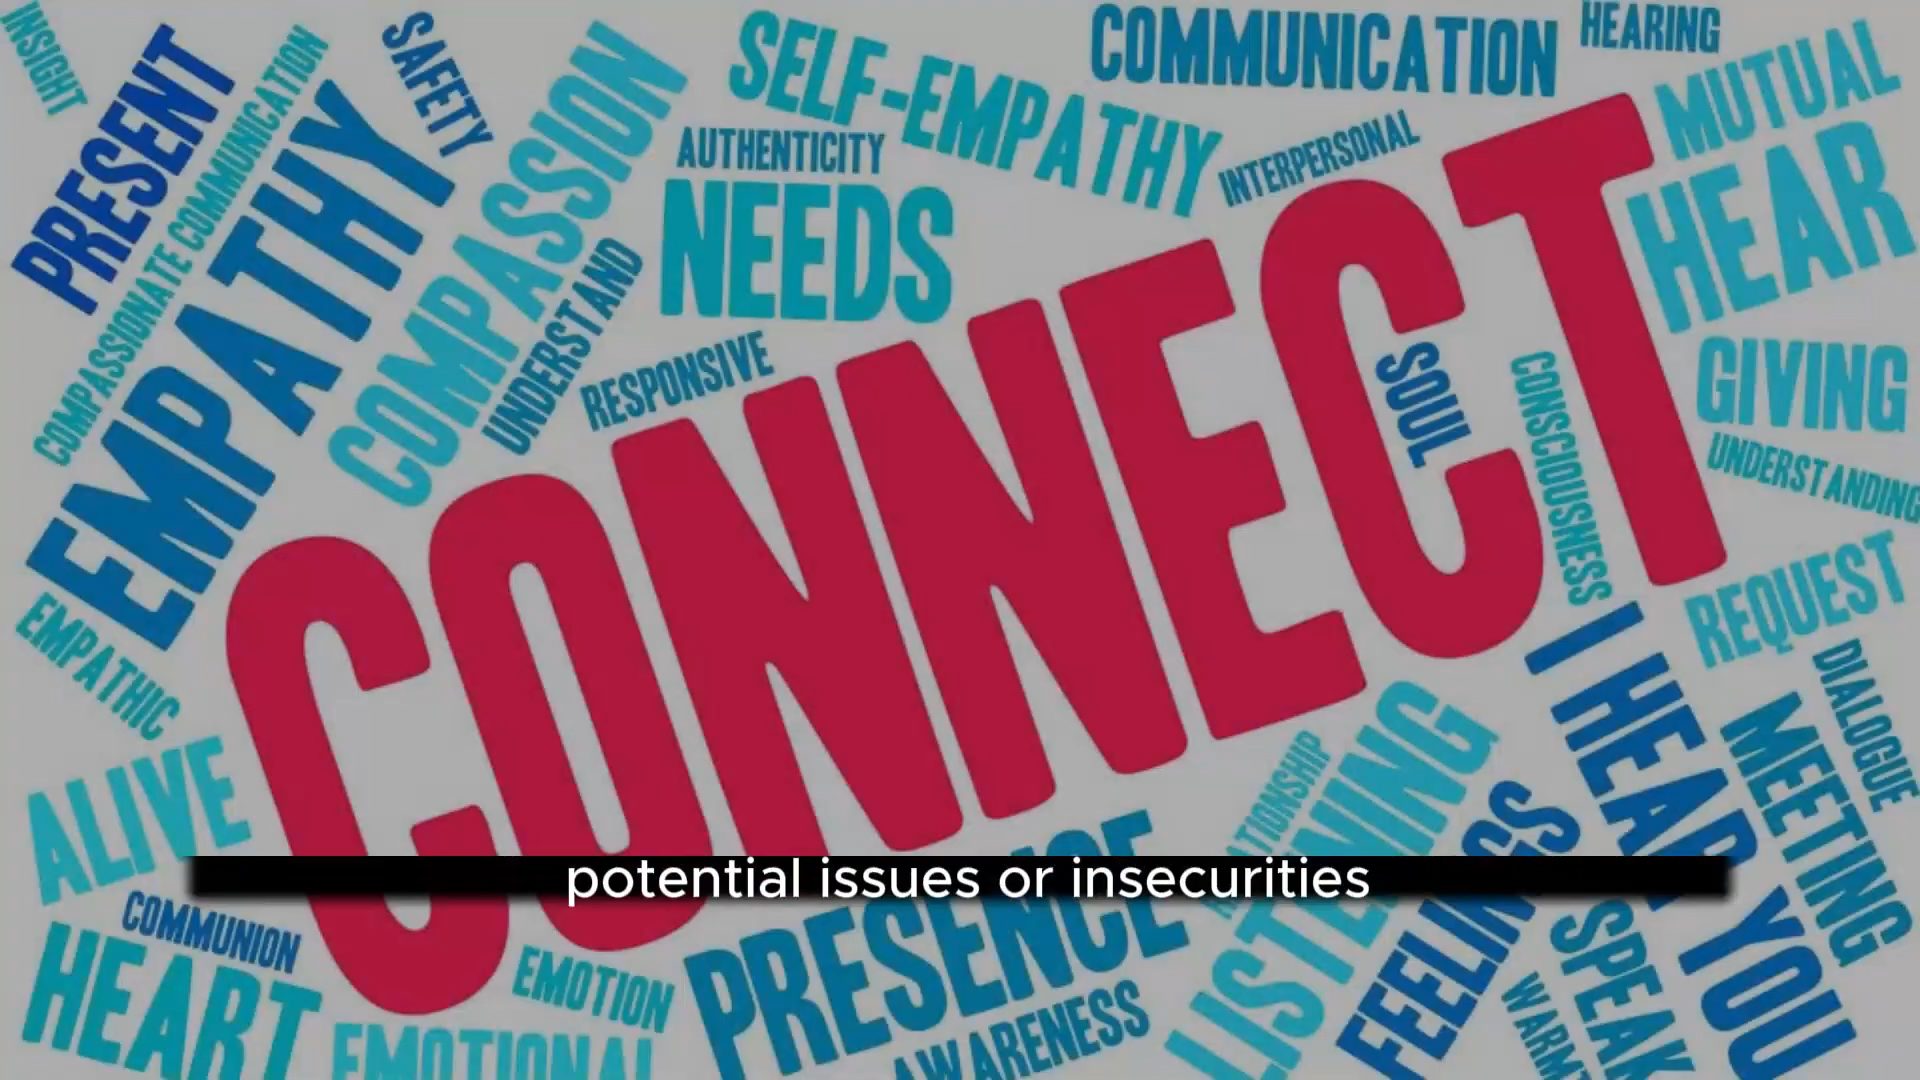 INSIGHT
PRESENT
COMPASSIONATE COMMUNICATION
EMPATHY
SAFETY
COMPASSION
UNDERSTAND
SELF-EMPATHY
AUTHENTICITY
NEEDS
RESPONSIVE
COMMUNICATION
HEARING
INTERPERSONAL
MUTUAL
HEAR
CONNECT
SOUL
CONSCIOUSNESS
GIVING
UNDERSTANDING
REQUEST
EMPATHIC
ALIVE
I HEAR YOU
DIALOGUE
MEETING
LISTENING
FEELINGS
potential issues or insecurities
COMMUNION
HEART
EMOTION
EMOTIONAL
PRESENCE
AWARENESS
SPEAK